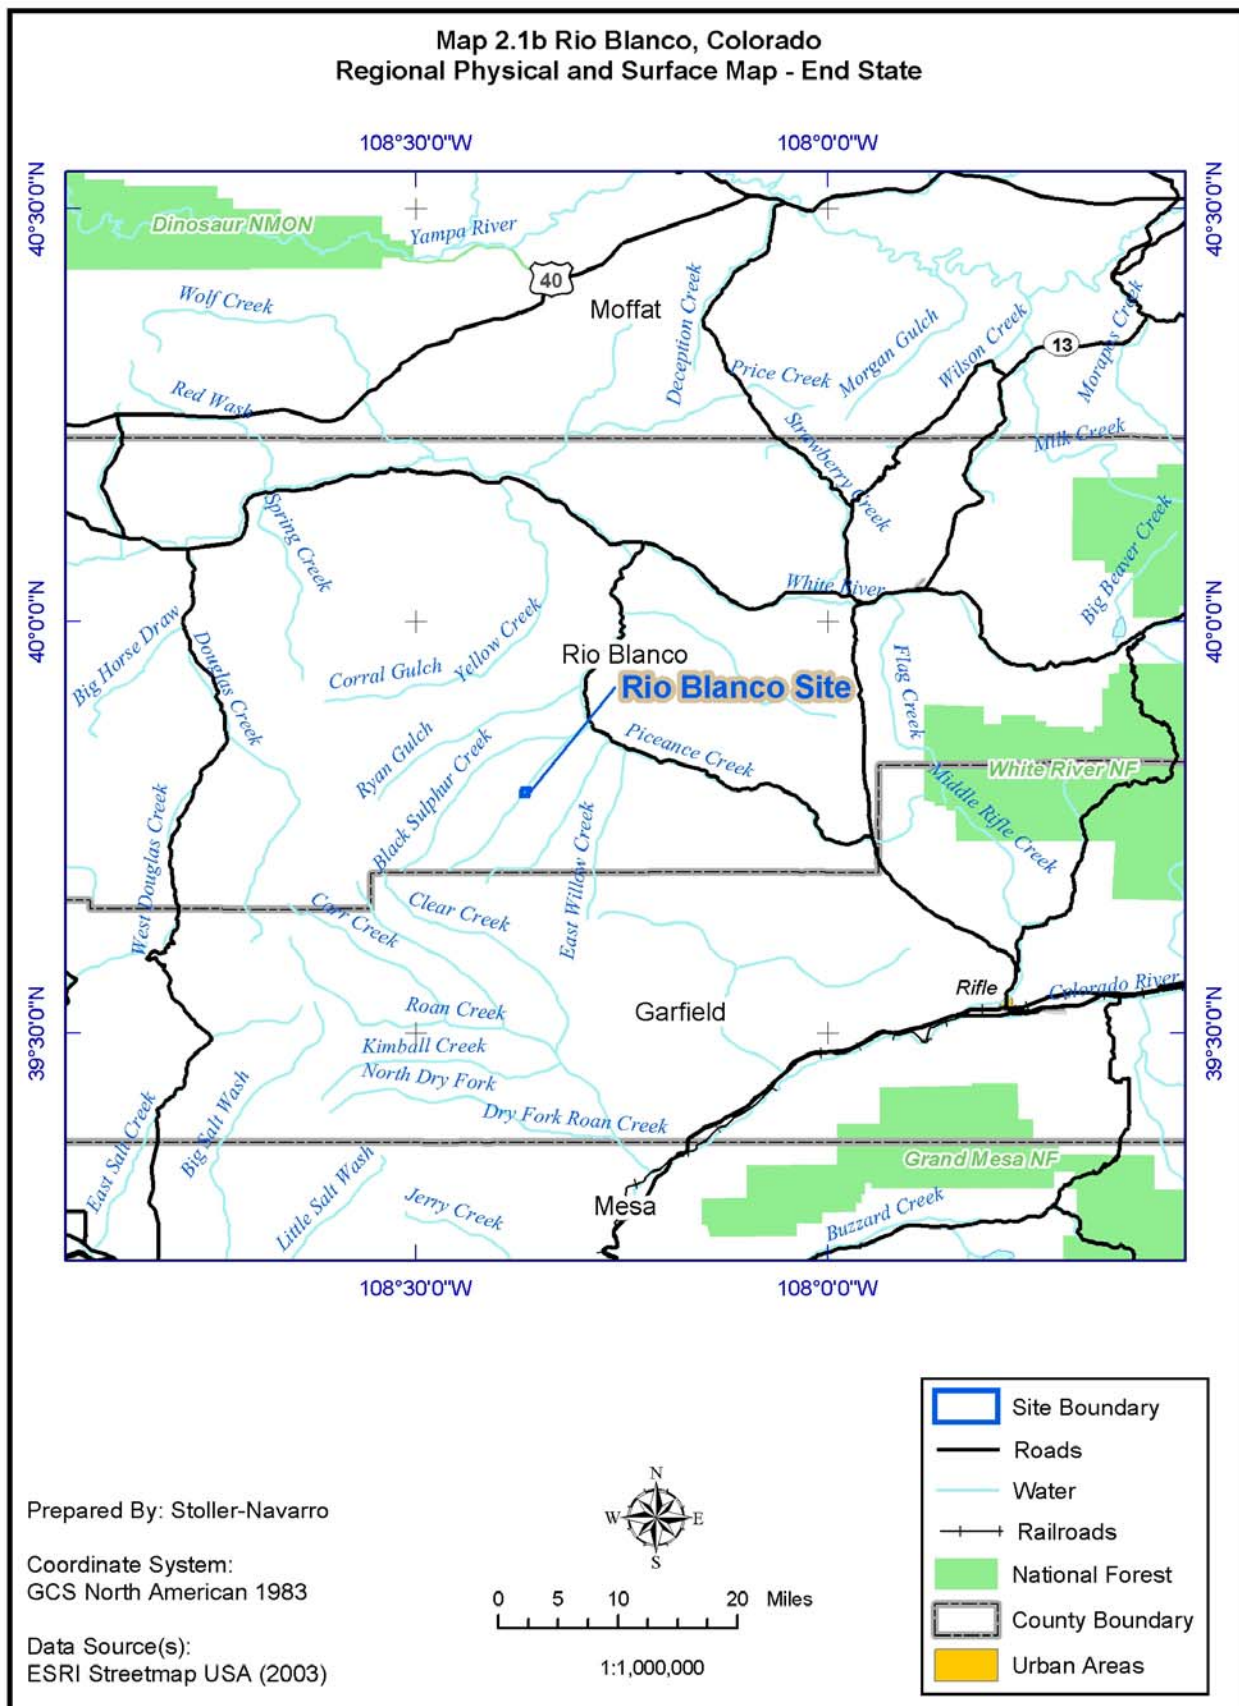 Map 2.1b Rio Blanco, Colorado
Regional Physical and Surface Map - End State
108°30'0"W
108°0'0"W
40°30'0"N
40°30'0"N
Dinosaur NMON
Yampa River
40
Wolf Creek
Moffat
Deception Creek
13
Morapos Creek
Wilson Creek
Morgan Gulch
Price Creek
Red Wash
Strawberry Creek
Milk Creek
Spring Creek
Big Beaver Creek
White River
40°0'0"N
40°0'0"N
Big Horse Draw
Douglas Creek
Yellow Creek
Corral Gulch
Rio Blanco
Flag Creek
Rio Blanco Site
Ryan Gulch
Piceance Creek
Black Sulphur Creek
White River NF
Middle Rifle Creek
West Douglas Creek
East Willow Creek
Clear Creek
Carr Creek
Rifle
Colorado River
Roan Creek
Garfield
39°30'0"N
39°30'0"N
Kimball Creek
North Dry Fork
Dry Fork Roan Creek
East Salt Creek
Big Salt Wash
Little Salt Wash
Grand Mesa NF
Jerry Creek
Mesa
Buzzard Creek
108°30'0"W
108°0'0"W
Site Boundary
Roads
Water
Railroads
National Forest
County Boundary
Urban Areas
N
W
E
S
0 5 10 20 Miles
1:1,000,000
Prepared By: Stoller-Navarro
Coordinate System:
GCS North American 1983
Data Source(s):
ESRI Streetmap USA (2003)